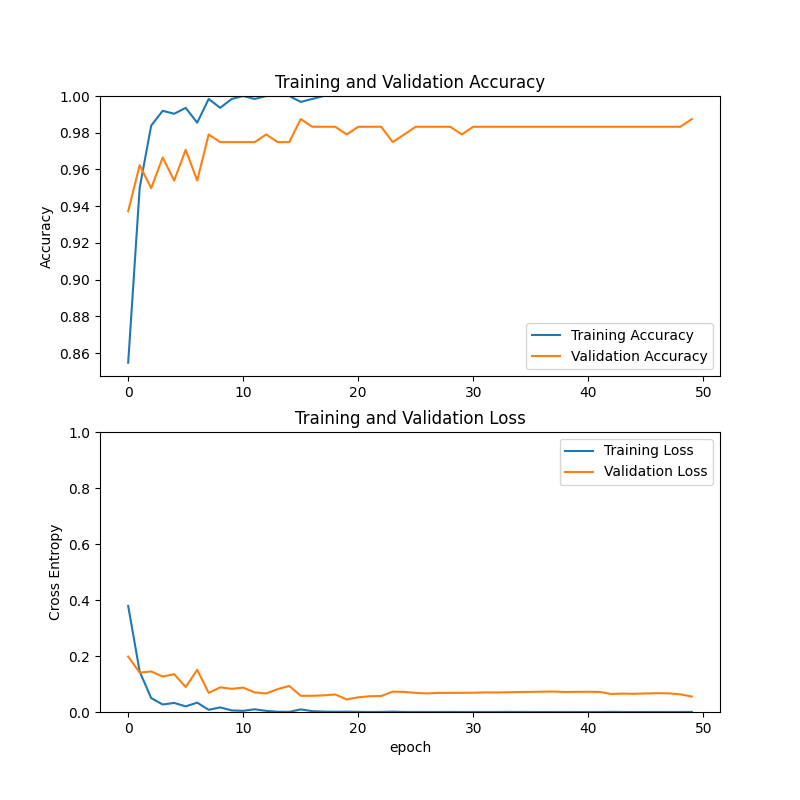 Training and Validation Accuracy
1.00
0.98
0.96
0.94
0.92
0.90
0.88
0.86
Accuracy
Training Accuracy
Validation Accuracy
0 10 20 30 40 50
Training and Validation Loss
1.0
0.8
0.6
0.4
0.2
0.0
Cross Entropy
Training Loss
Validation Loss
0 10 20 30 40 50
epoch